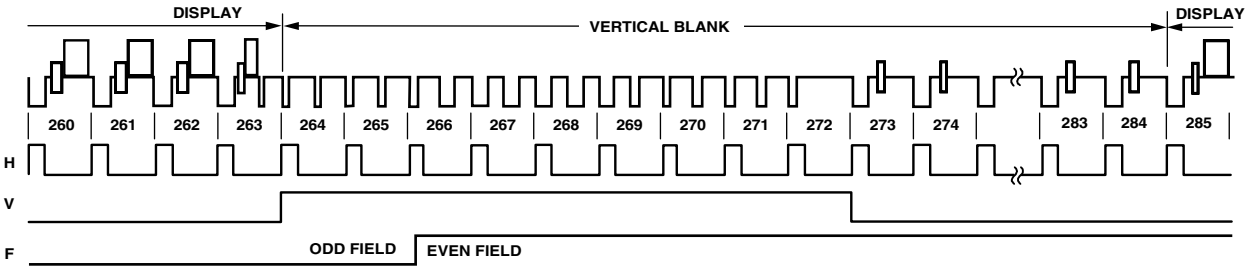 DISPLAY VERTICAL BLANK DISPLAY
260 261 262 263 264 265 266 267 268 269 270 271 272 273 274 283 284 285
H
V
F ODD FIELD EVEN FIELD